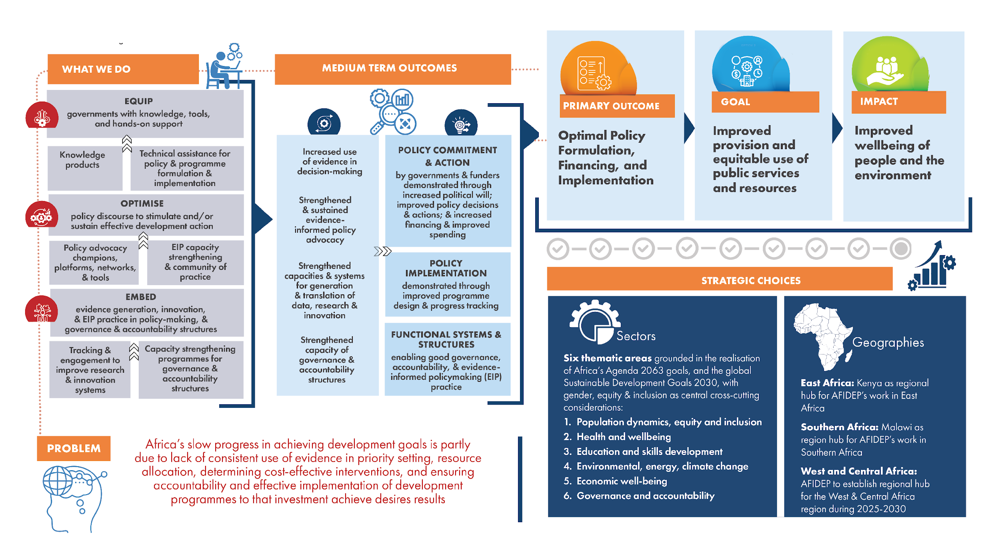 WHAT WE DO
EQUIP
governments with knowledge, tools,
and hands-on support
Knowledge
products
Technical assistance for
policy & programme
formulation &
implementation
OPTIMISE
policy discourse to stimulate and/or
sustain effective development action
Policy advocacy
champions,
platforms, networks,
& tools
EIP capacity
strengthening
& community of
practice
EMBED
evidence generation, innovation,
& EIP practice in policy-making, &
governance & accountability structures
Tracking &
engagement to
improve research
& innovation
systems
Capacity strengthening
programmes for
governance &
accountability
structures
MEDIUM TERM OUTCOMES
Increased use
of evidence in
decision-making
Strengthened
& sustained
evidence-
informed policy
advocacy
Strengthened
capacities & systems
for generation
& translation of
data, research &
innovation
Strengthened
capacity of
governance &
accountability
structures
POLICY COMMITMENT
& ACTION
by governments & funders
demonstrated through
increased political will;
improved policy decisions
& actions; & increased
financing & improved
spending
POLICY
IMPLEMENTATION
demonstrated through
improved programme
design & progress tracking
FUNCTIONAL SYSTEMS &
STRUCTURES
enabling good governance,
accountability, & evidence-
informed policymaking (EIP)
practice
PRIMARY OUTCOME
Optimal Policy
Formulation,
Financing, and
Implementation
GOAL
Improved
provision and
equitable use of
public services
and resources
IMPACT
Improved
wellbeing of
people and the
environment
STRATEGIC CHOICES
Sectors
Six thematic areas grounded in the realisation
of Africa's Agenda 2063 goals, and the global
Sustainable Development Goals 2030, with
gender, equity & inclusion as central cross-cutting
considerations:
1. Population dynamics, equity and inclusion
2. Health and wellbeing
3. Education and skills development
4. Environmental, energy, climate change
5. Economic well-being
6. Governance and accountability
Geographies
East Africa: Kenya as regional
hub for AFIDEP's work in East
Africa
Southern Africa: Malawi as
region hub for AFIDEP's work in
Southern Africa
West and Central Africa:
AFIDEP to establish regional hub
for the West & Central Africa
region during 2025-2030
PROBLEM
Africa's slow progress in achieving development goals is partly
due to lack of consistent use of evidence in priority setting, resource
allocation, determining cost-effective interventions, and ensuring
accountability and effective implementation of development
programmes to that investment achieve desires results